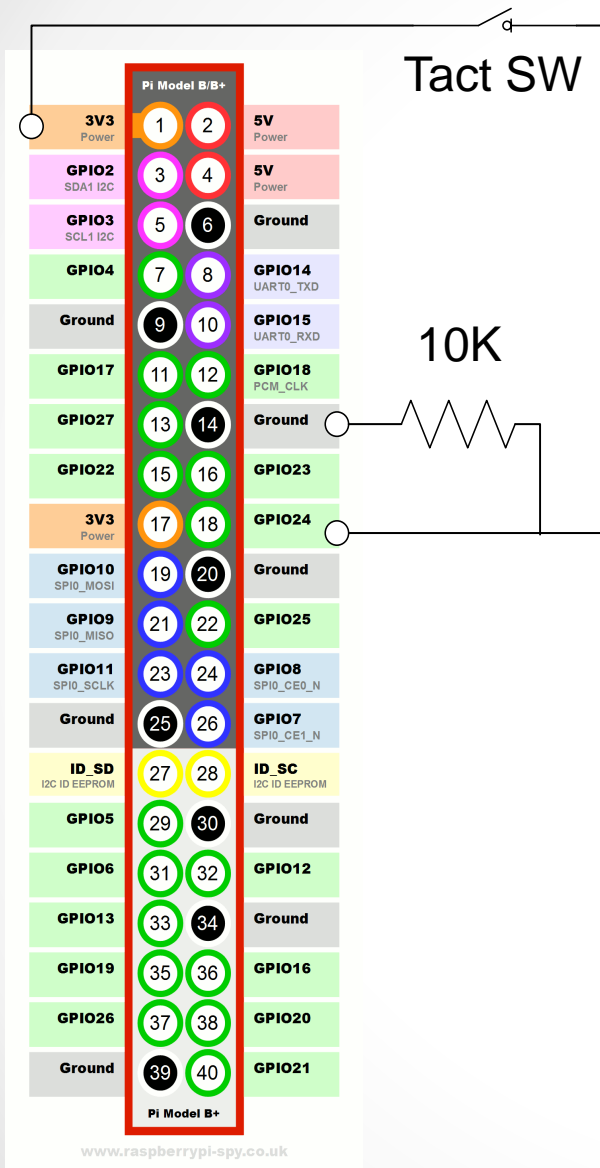 Tact SW
Pi Model B/B+
3V3 1 2 5V
Power Power
GPIO2 3 4 5V
SDA1 I2C Power
GPIO3 5 6 Ground
SCL1 I2C
GPIO4 7 8 GPIO14
UART0_TXD
Ground 9 10 GPIO15
UART0_RXD
10K
GPIO17 11 12 GPIO18
PCM_CLK
GPIO27 13 14 Ground
GPIO22 15 16 GPIO23
3V3 17 18 GPIO24
Power
GPIO10 19 20 Ground
SPI0_MOSI
GPIO9 21 22 GPIO25
SPI0_MISO
GPIO11 23 24 GPIO8
SPI0_SCLK SPI0_CE0_N
Ground 25 26 GPIO7
SPI0_CE1_N
ID_SD 27 28 ID_SC
I2C ID EEPROM I2C ID EEPROM
GPIO5 29 30 Ground
GPIO6 31 32 GPIO12
GPIO13 33 34 Ground
GPIO19 35 36 GPIO16
GPIO26 37 38 GPIO20
Ground 39 40 GPIO21
Pi Model B+
www.raspberrypi-spy.co.uk